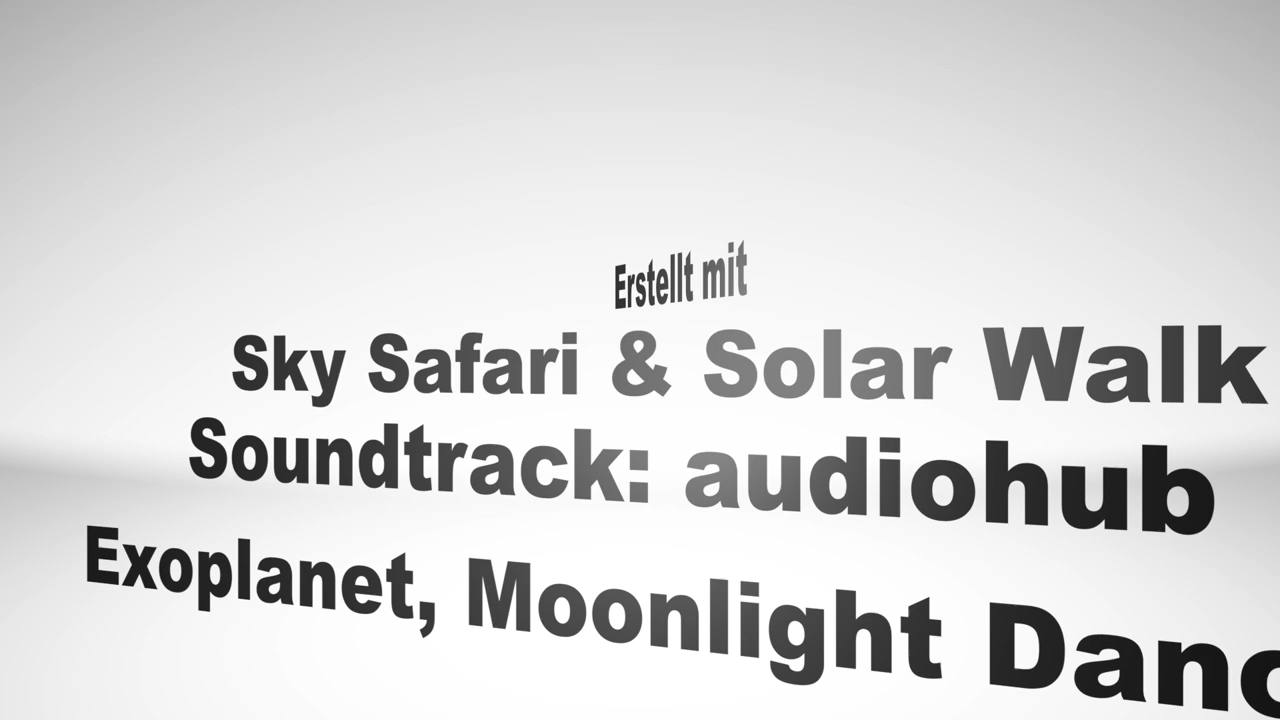 Erstellt mit
Sky Safari & Solar Walk
Soundtrack: audiohub
Exoplanet, Moonlight